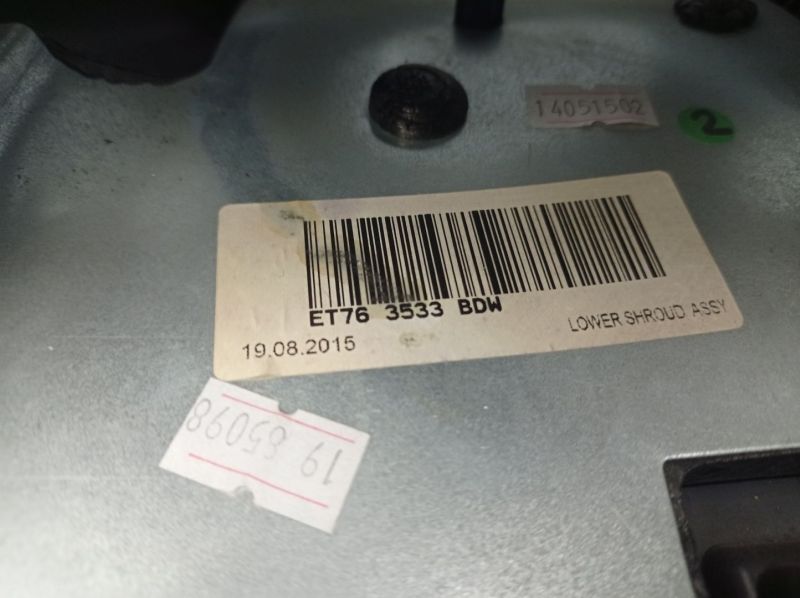 14051502
2
ET76 3533 BDW
19.08.2015
LOWER SHROUD ASSY
19 65098